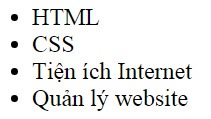 HTML
CSS
Tiện ích Internet
Quản lý website